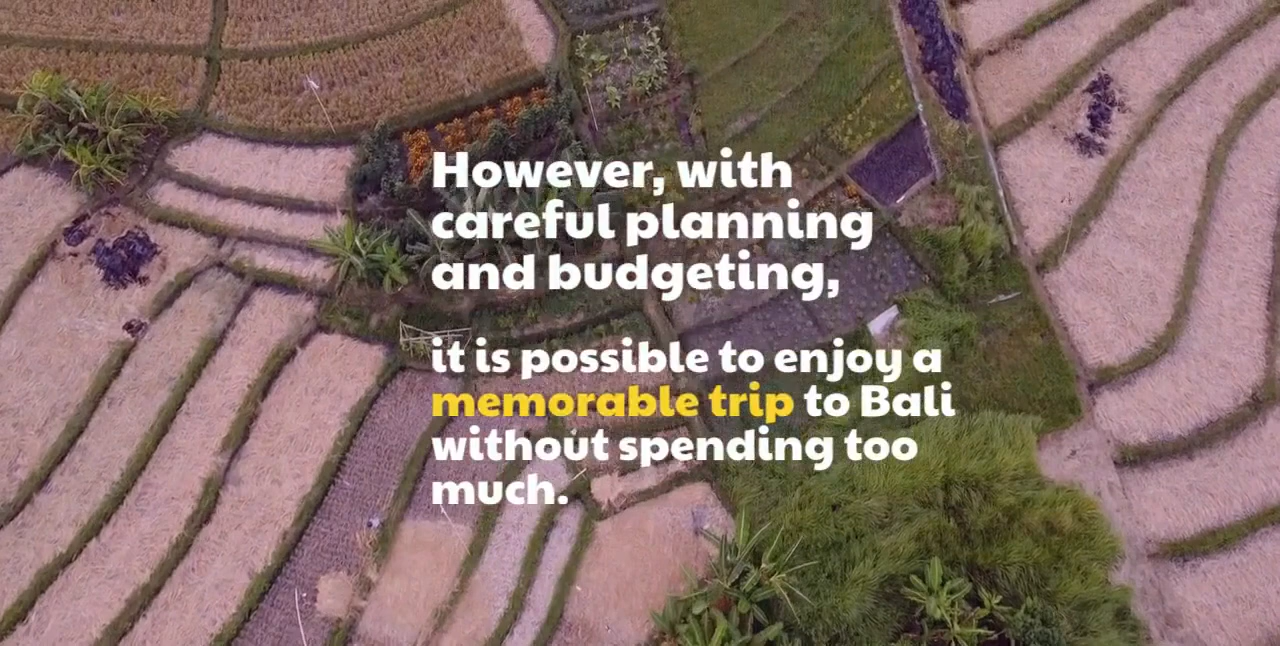 However, with
careful planning
and budgeting,
it is possible to enjoy a
memorable trip to Bali
without spending too
much.